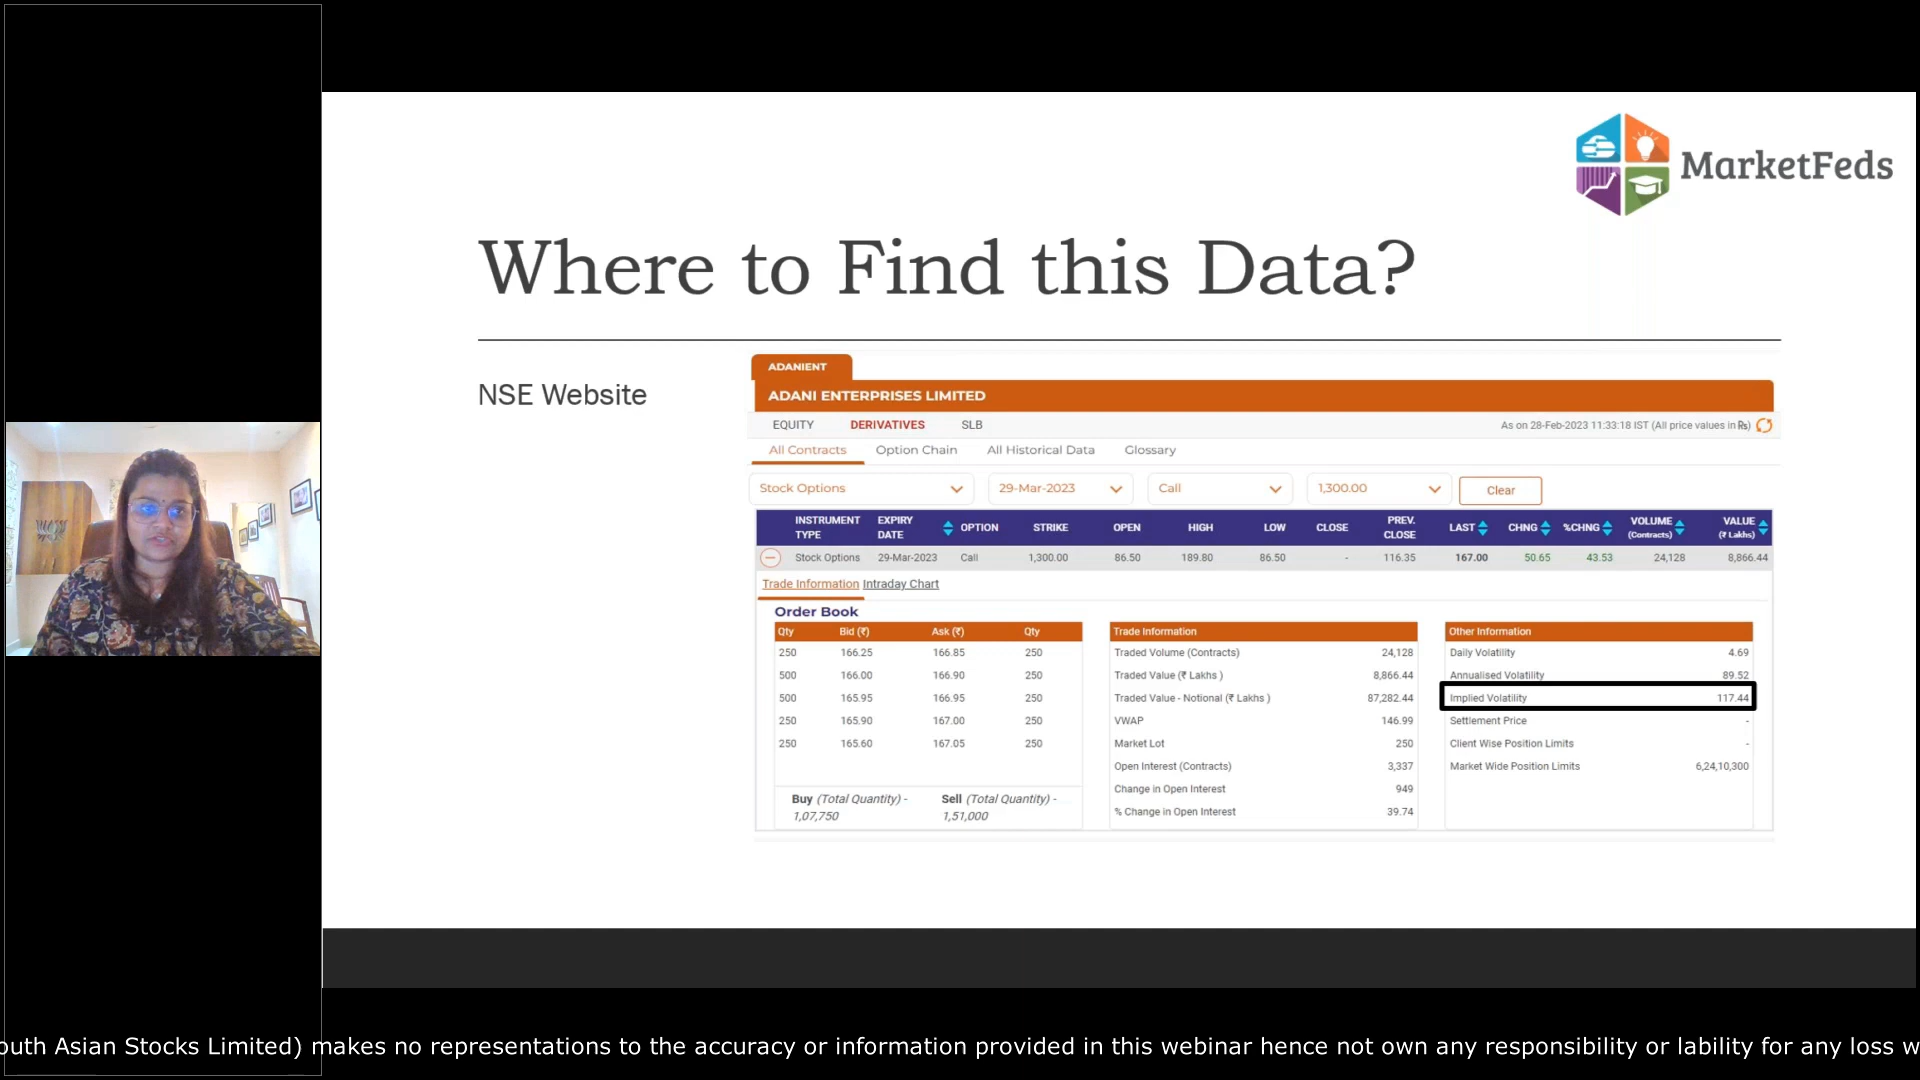 MarketFeds
Where to Find this Data?
NSE Website
ADANIENT
ADANI ENTERPRISES LIMITED
EQUITY DERIVATIVES SLB As on 28-Feb-2023 11:33:18 IST (All price values in ₨)
All Contracts Option Chain All Historical Data Glossary
Stock Options 29-Mar-2023 Call 1,300.00 Clear
INSTRUMENT TYPE EXPIRY DATE OPTION STRIKE OPEN HIGH LOW CLOSE PREV. CLOSE LAST CHNG %CHNG VOLUME (Contracts) VALUE (₹ Lakhs)
Stock Options 29-Mar-2023 Call 1,300.00 86.50 189.80 86.50 - 116.35 167.00 50.65 43.53 24,128 8,866.44
Trade Information Intraday Chart
Order Book
Qty Bid (₹) Ask (₹) Qty
250 166.25 166.85 250
500 166.00 166.90 250
500 165.95 166.95 250
250 165.90 167.00 250
250 165.60 167.05 250
Buy (Total Quantity) - Sell (Total Quantity) -
1,07,750 1,51,000
Trade Information
Traded Volume (Contracts) 24,128
Traded Value (₹ Lakhs ) 8,866.44
Traded Value - Notional (₹ Lakhs ) 87,282.44
VWAP 146.99
Market Lot 250
Open Interest (Contracts) 3,337
Change in Open Interest 949
% Change in Open Interest 39.74
Other Information
Daily Volatility 4.69
Annualised Volatility 89.52
Implied Volatility 117.44
Settlement Price -
Client Wise Position Limits -
Market Wide Position Limits 6,24,10,300
outh Asian Stocks Limited) makes no representations to the accuracy or information provided in this webinar hence not own any responsibility or lability for any loss w